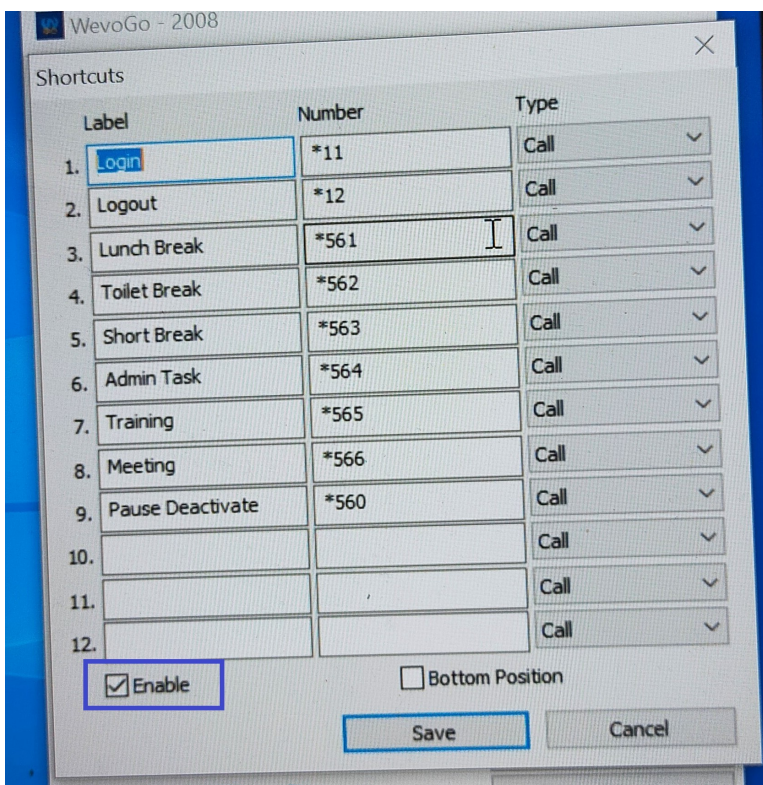 WevoGo - 2008
Shortcuts
Label Number Type
1. Login *11 Call
2. Logout *12 Call
3. Lunch Break *561 Call
4. Toilet Break *562 Call
5. Short Break *563 Call
6. Admin Task *564 Call
7. Training *565 Call
8. Meeting *566 Call
9. Pause Deactivate *560 Call
10. Call
11. Call
12. Call
Enable Bottom Position
Save Cancel